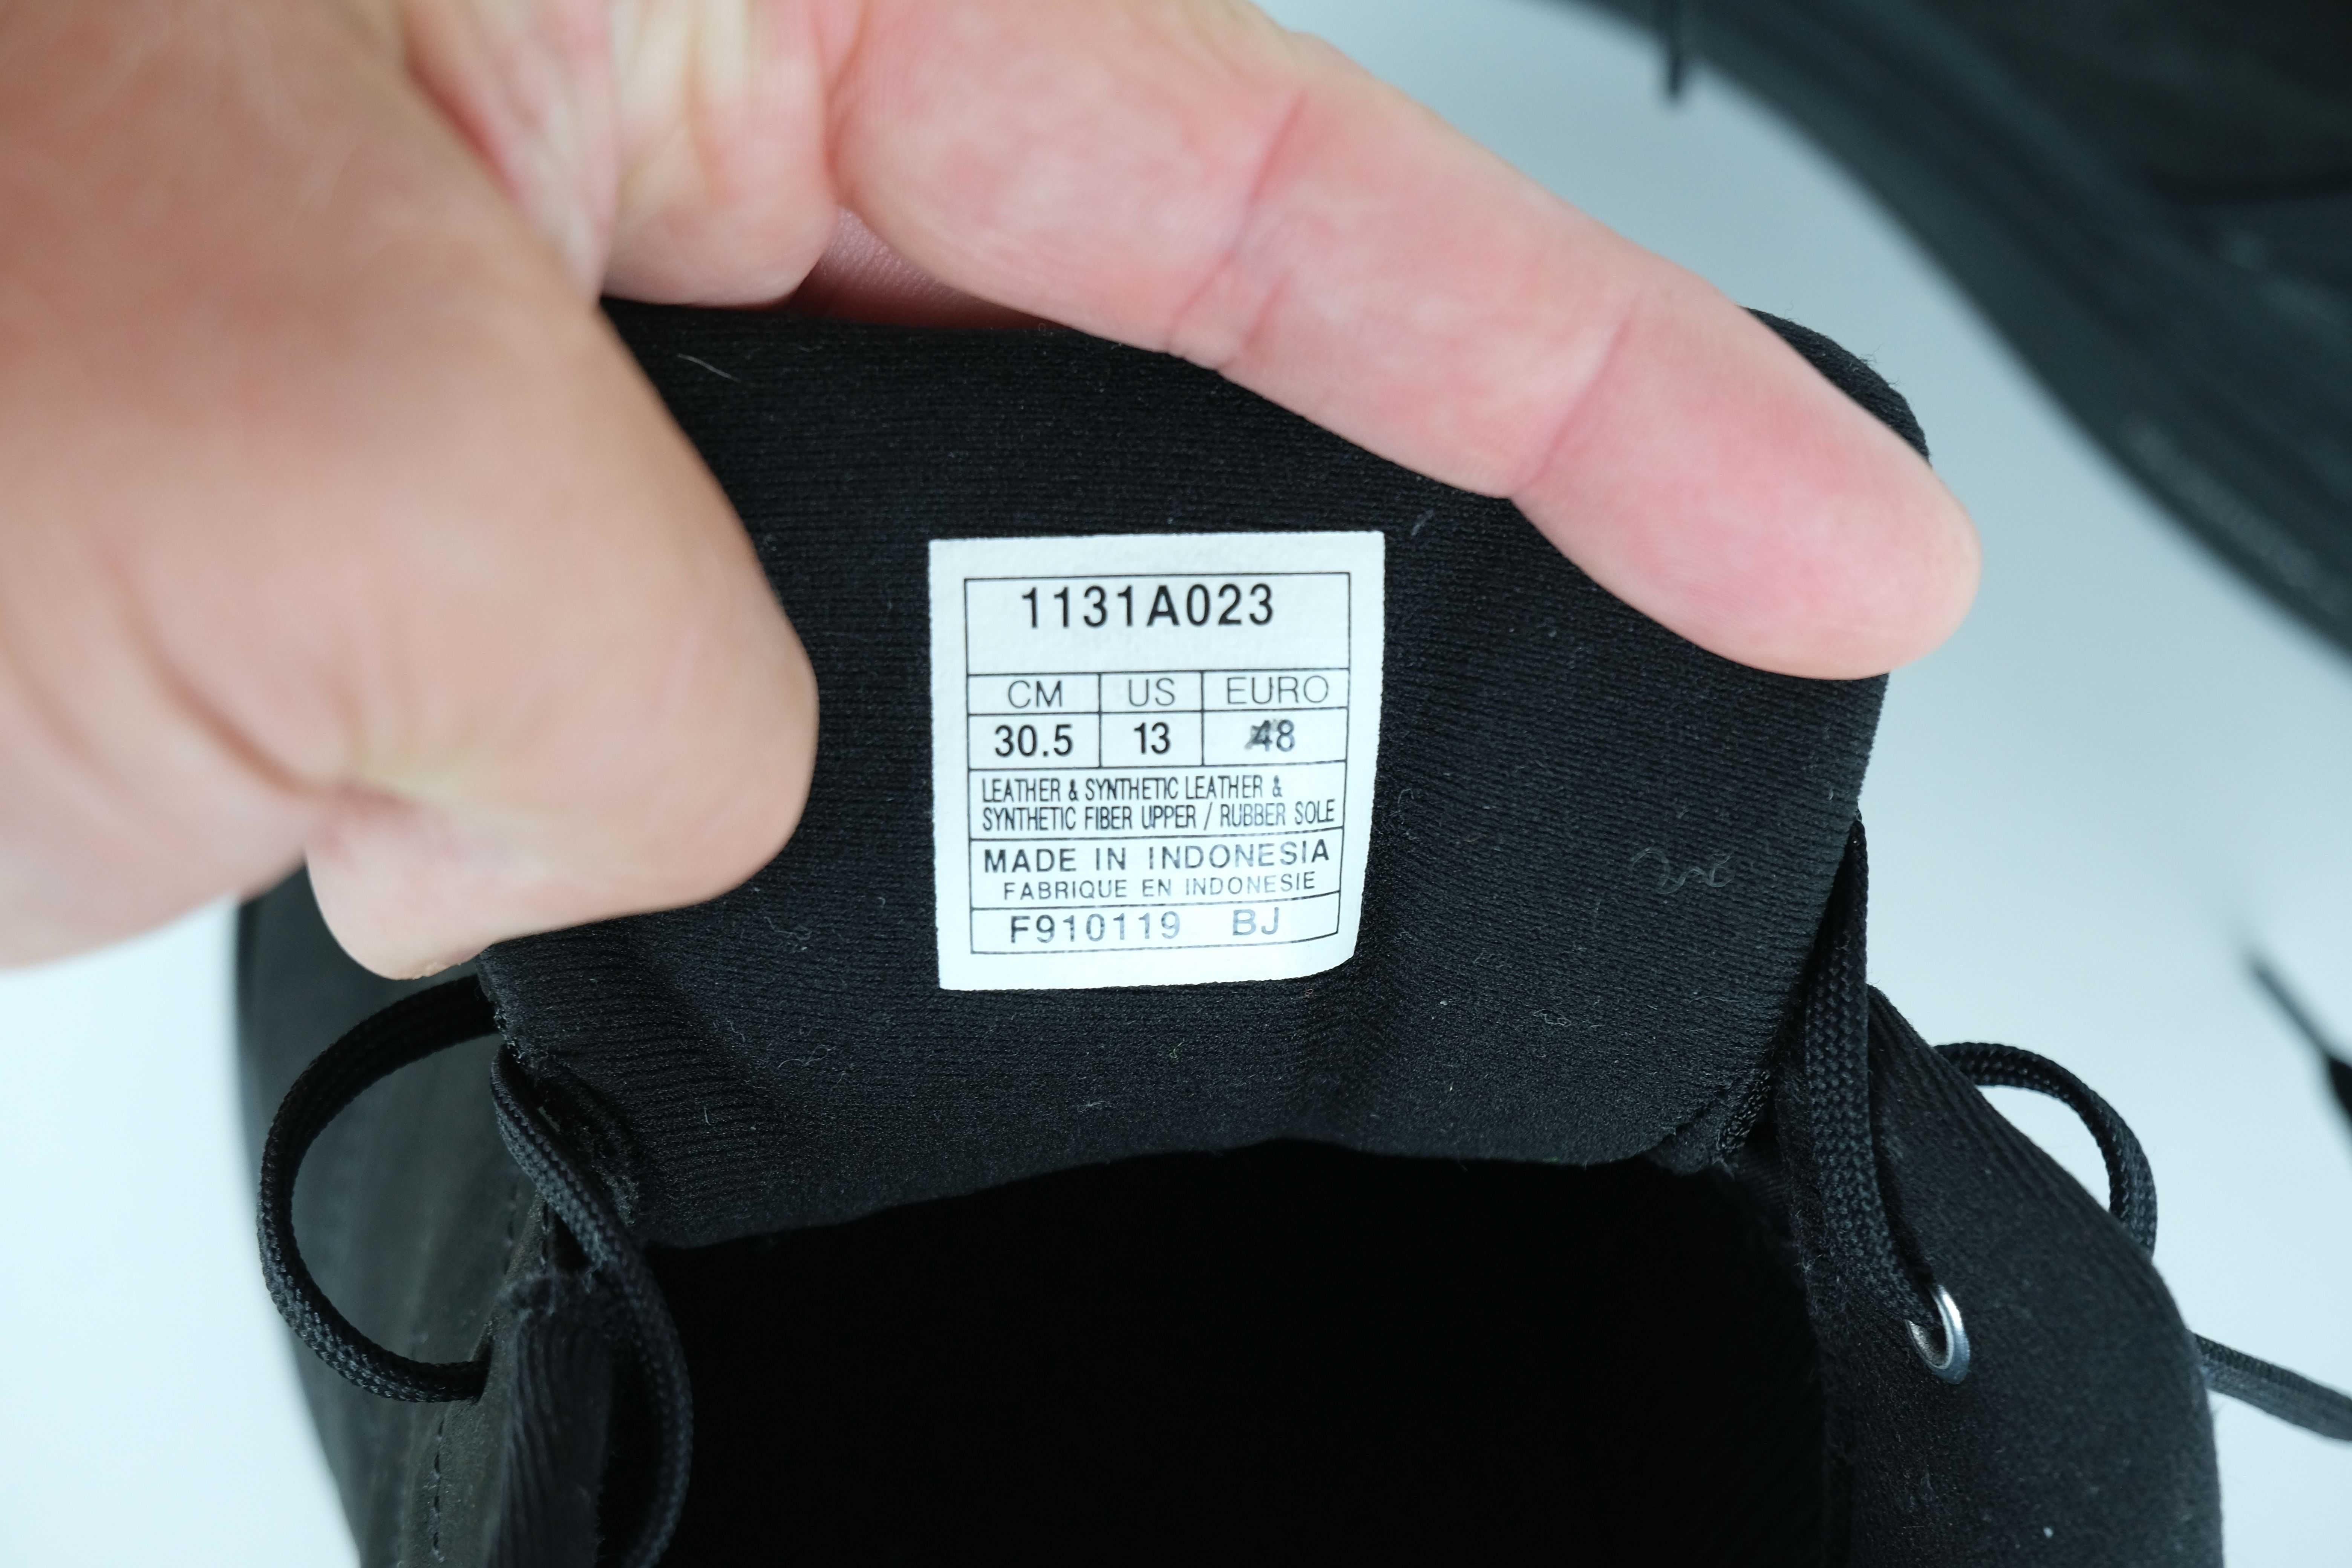 1131A023
CM US EURO
30.5 13 48
LEATHER & SYNTHETIC LEATHER &
SYNTHETIC FIBER UPPER / RUBBER SOLE
MADE IN INDONESIA
FABRIQUE EN INDONESIE
F910119 BJ